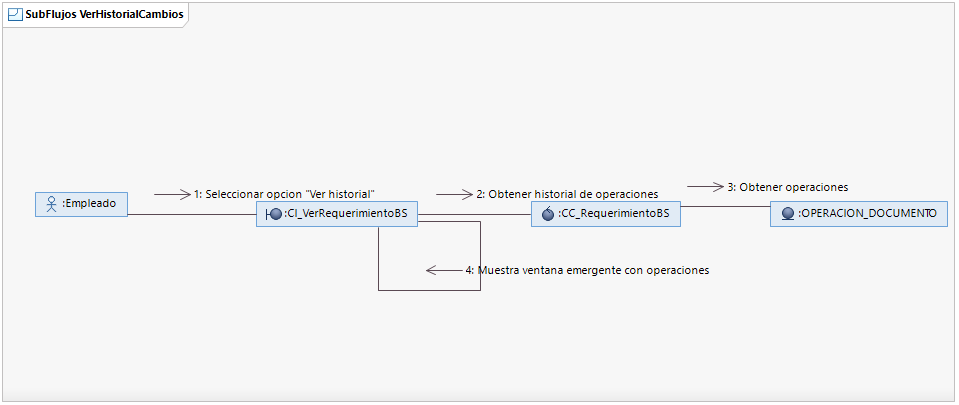 SubFlujos VerHistorialCambios
1: Seleccionar opcion "Ver historial"
2: Obtener historial de operaciones
3: Obtener operaciones
:Empleado
:CI_VerRequerimientoBS
:CC_RequerimientoBS
:OPERACION_DOCUMENTO
4: Muestra ventana emergente con operaciones